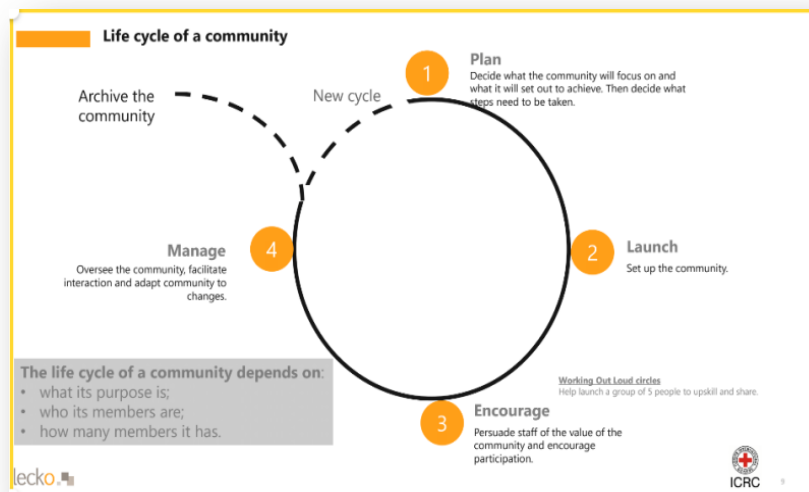 Life cycle of a community
Archive the
community
New cycle
1
Plan
Decide what the community will focus on and
what it will set out to achieve. Then decide what
steps need to be taken.
2
Launch
Set up the community.
4
Manage
Oversee the community, facilitate
interaction and adapt community to
changes.
The life cycle of a community depends on:
• what its purpose is;
• who its members are;
• how many members it has.
Working Out Loud circles
Help launch a group of 5 people to upskill and share.
3
Encourage
Persuade staff of the value of the
community and encourage
participation.
lecko.
ICRC